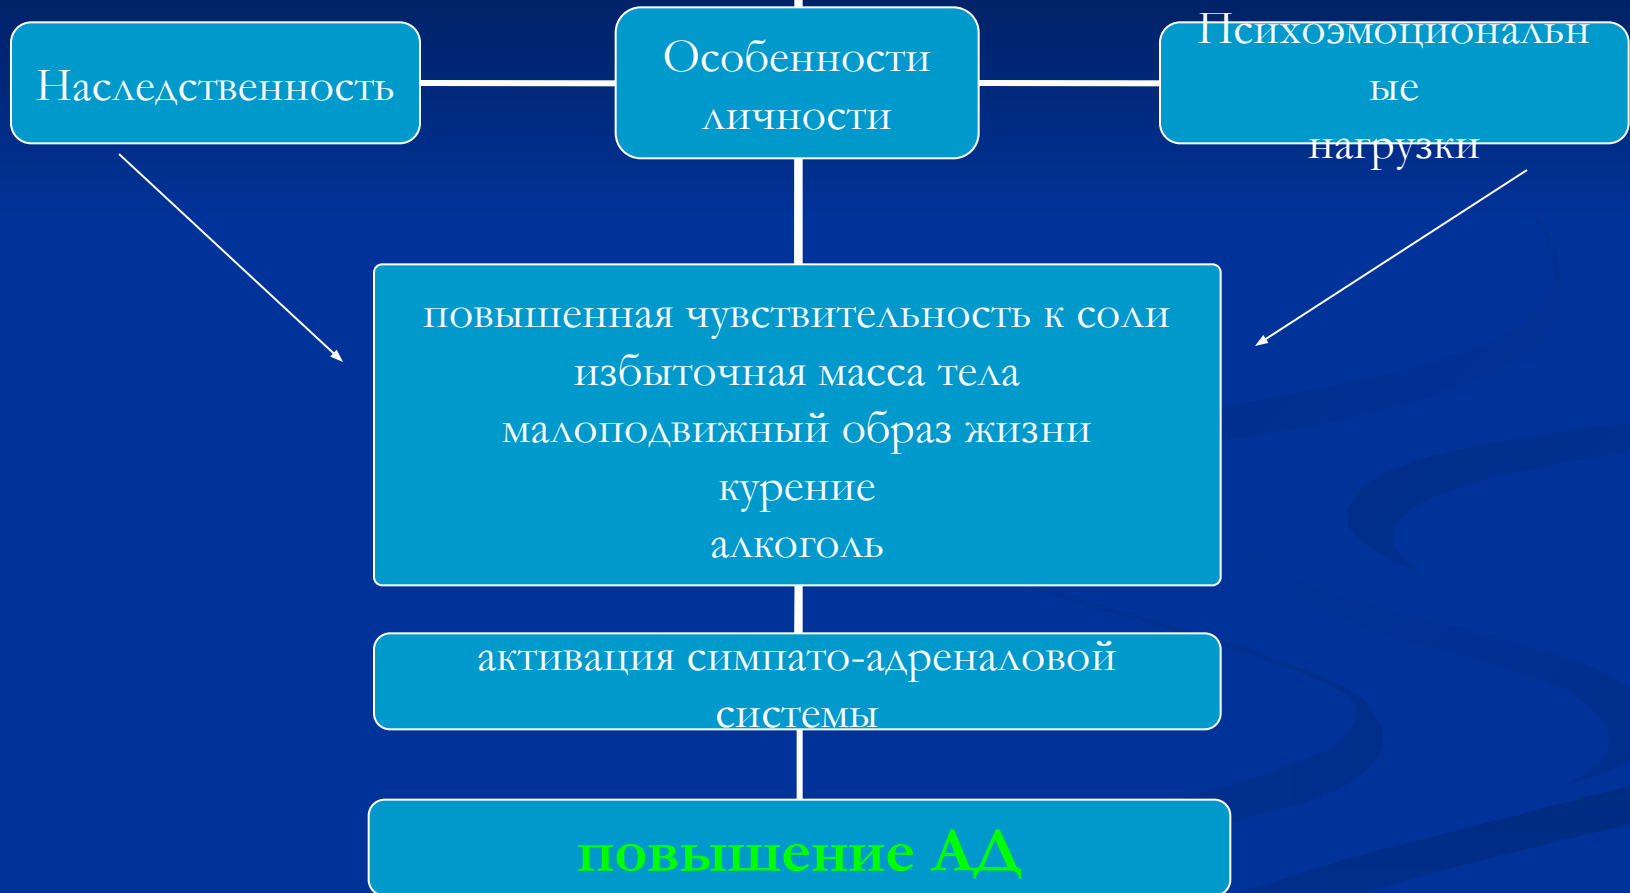 Наследственность
Особенности
личности
Психоэмоциональн
ые
нагрузки
повышенная чувствительность к соли
избыточная масса тела
малоподвижный образ жизни
курение
алкоголь
активация симпато-адреналовой
системы
повышение АД